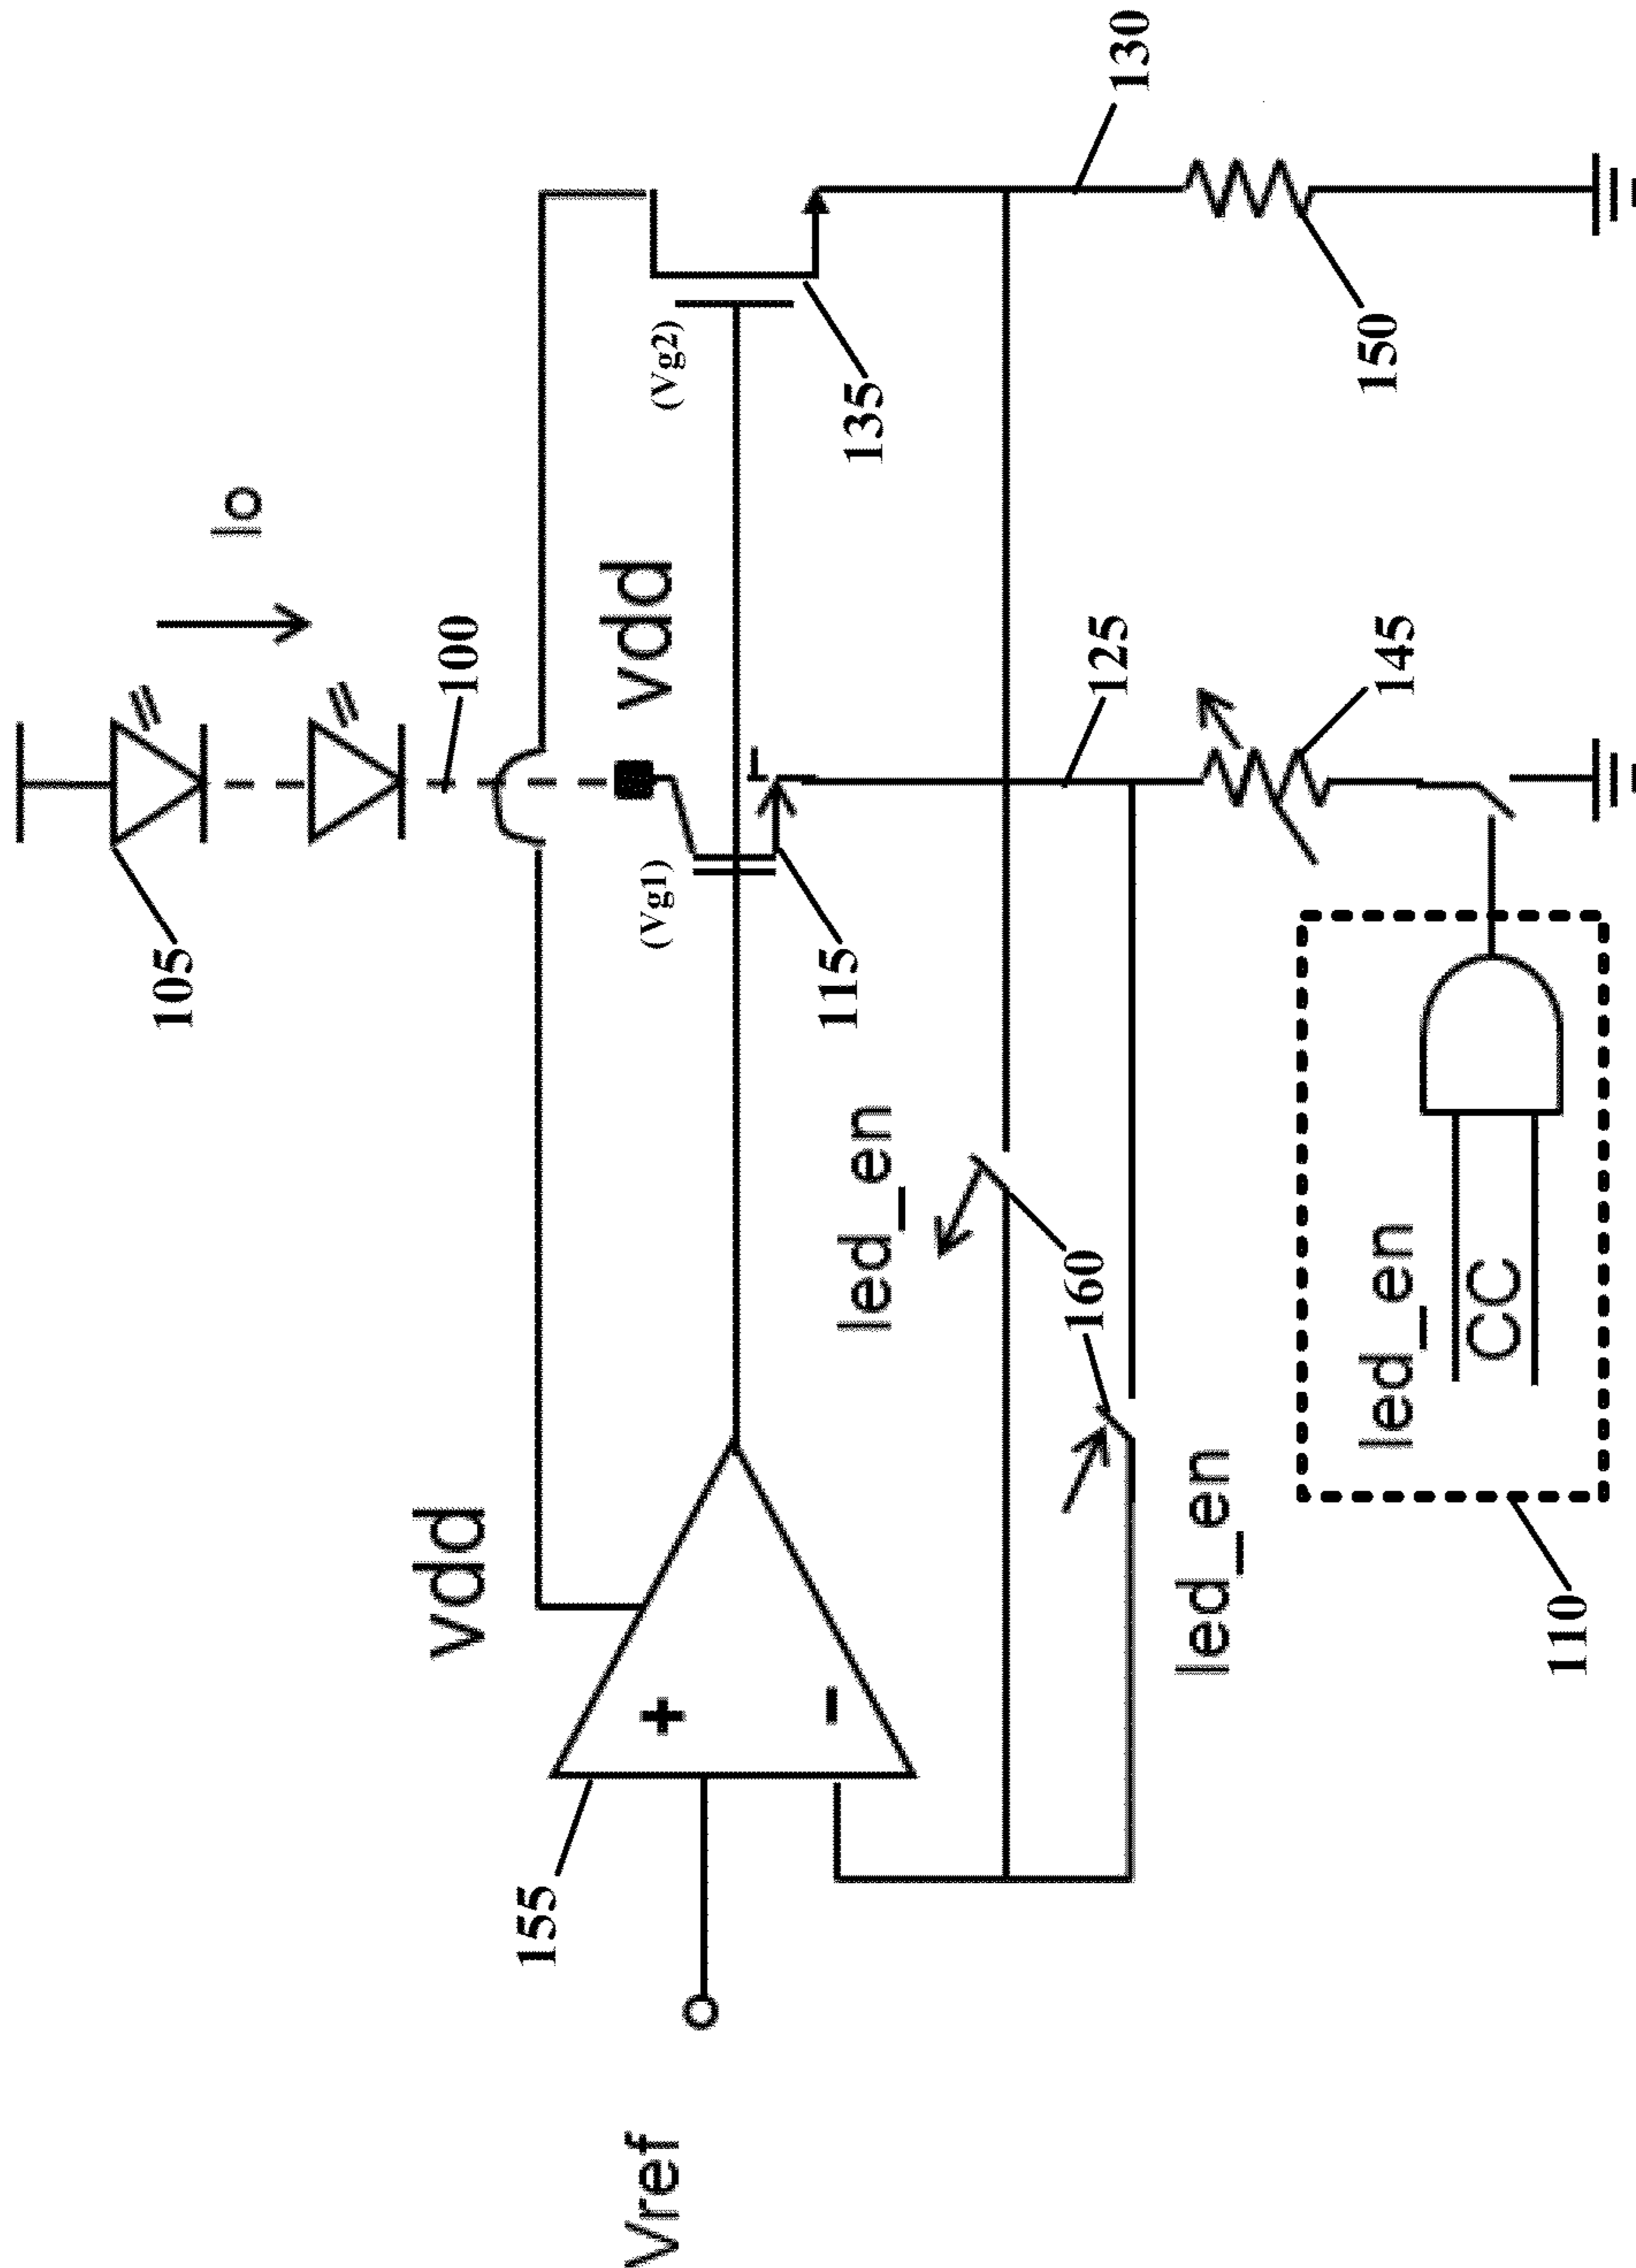 105
Io
vdd
100
155
Vref
(Vg1)
vdd
(Vg2)
+
-
led_en
115
135
160
125
130
led_en
led_en
145
150
CC
110